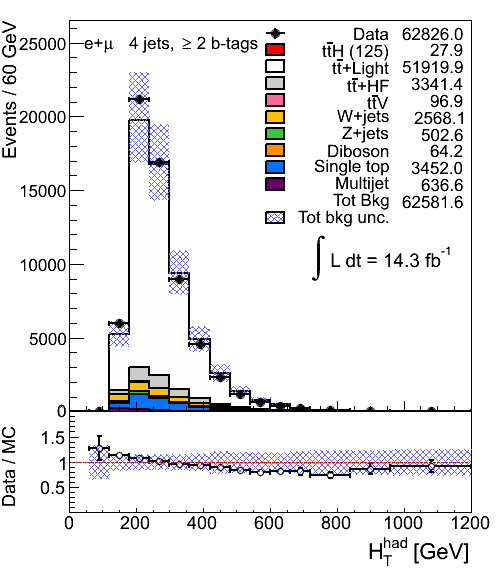 Events / 60 GeV
25000
20000
15000
10000
5000
0
e+μ 4 jets, ≥ 2 b-tags
Data 62826.0
tt̄H (125) 27.9
tt̄+Light 51919.9
tt̄+HF 3341.4
tt̄V 96.9
W+jets 2568.1
Z+jets 502.6
Diboson 64.2
Single top 3452.0
Multijet 636.6
Tot Bkg 62581.6
Tot bkg unc.
∫ L dt = 14.3 fb⁻¹
Data / MC
1.5
1
0.5
0 200 400 600 800 1000 1200
H_T^had [GeV]